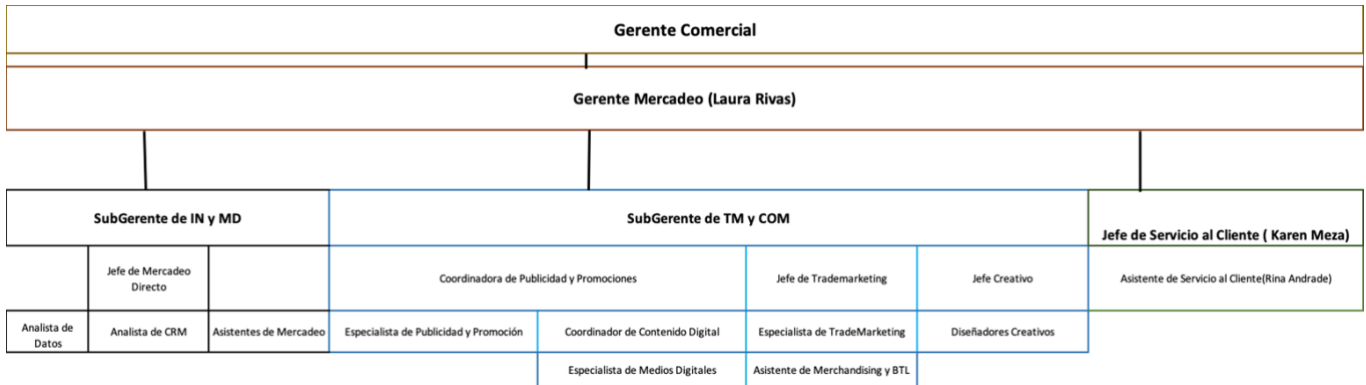 Gerente Comercial
Gerente Mercadeo (Laura Rivas)
SubGerente de IN y MD
SubGerente de TM y COM
Jefe de Servicio al Cliente ( Karen Meza)
Jefe de Mercadeo
Directo
Coordinadora de Publicidad y Promociones
Jefe de Trademarketing
Jefe Creativo
Asistente de Servicio al Cliente(Rina Andrade)
Analista de
Datos
Analista de CRM
Asistentes de Mercadeo
Especialista de Publicidad y Promoción
Coordinador de Contenido Digital
Especialista de TradeMarketing
Diseñadores Creativos
Especialista de Medios Digitales
Asistente de Merchandising y BTL